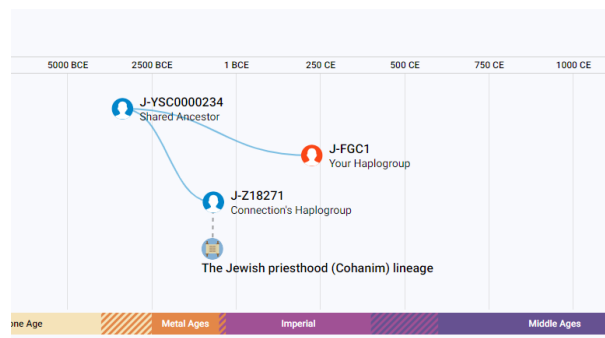 5000 BCE 2500 BCE 1 BCE 250 CE 500 CE 750 CE 1000 CE
J-YSC0000234
Shared Ancestor
J-FGC1
Your Haplogroup
J-Z18271
Connection's Haplogroup
The Jewish priesthood (Cohanim) lineage
one Age Metal Ages Imperial Middle Ages